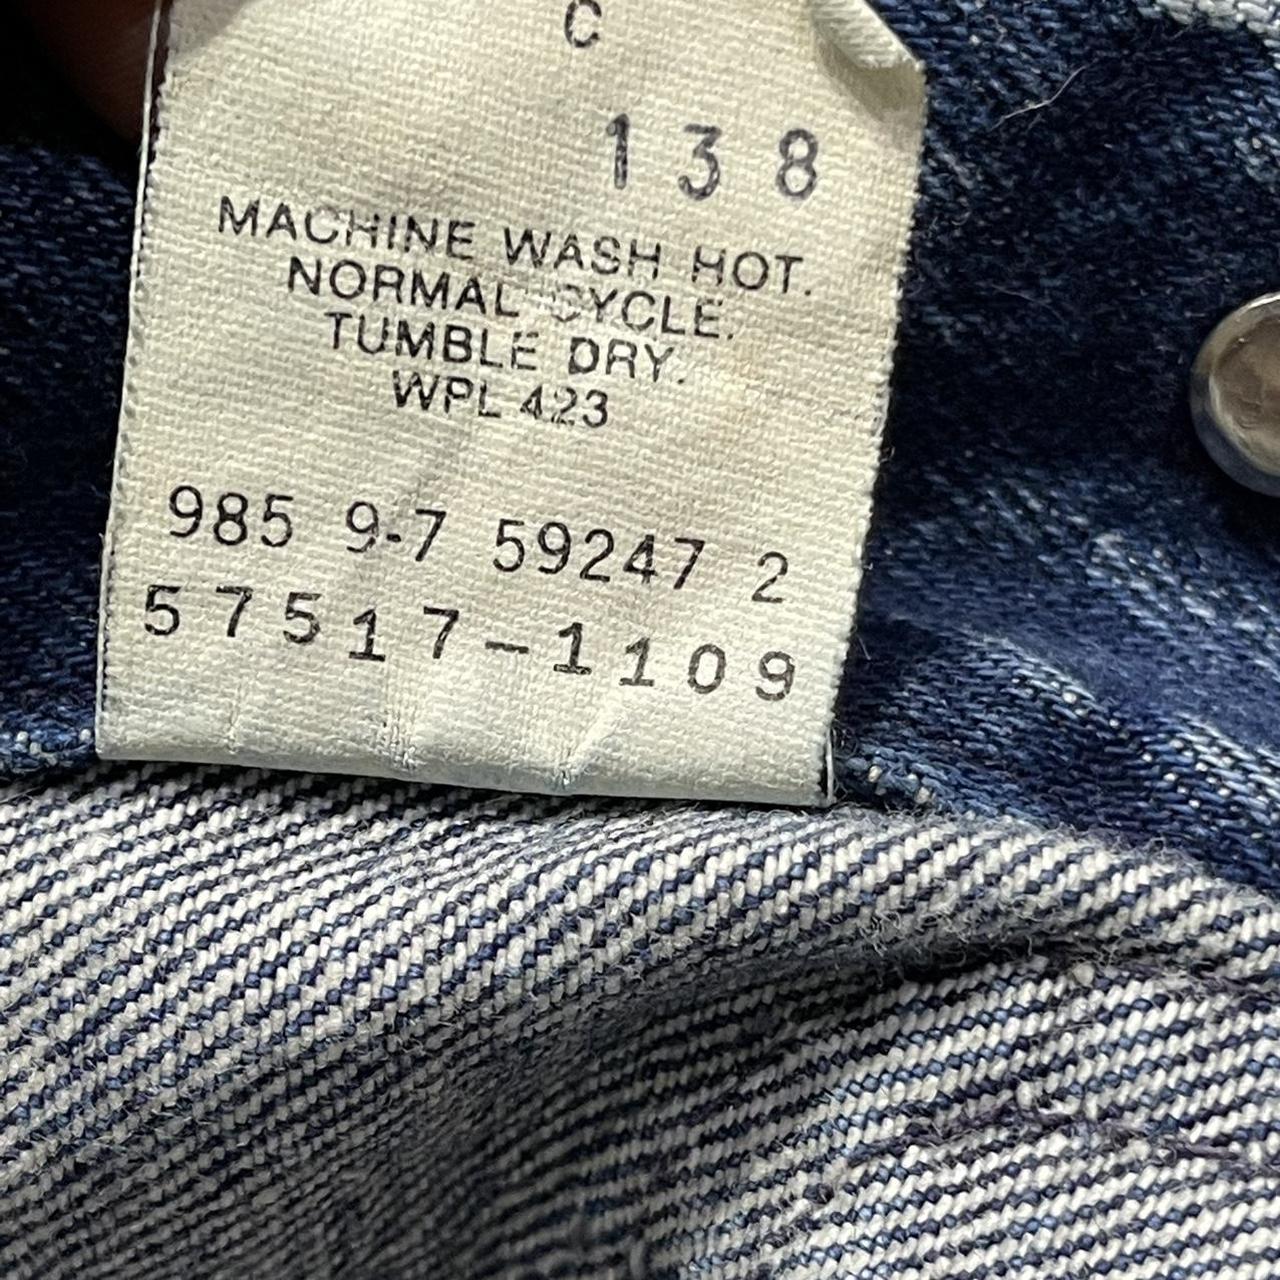 C
138
MACHINE WASH HOT.
NORMAL CYCLE.
TUMBLE DRY.
WPL 423
985 9-7 59247 2
57517-1109